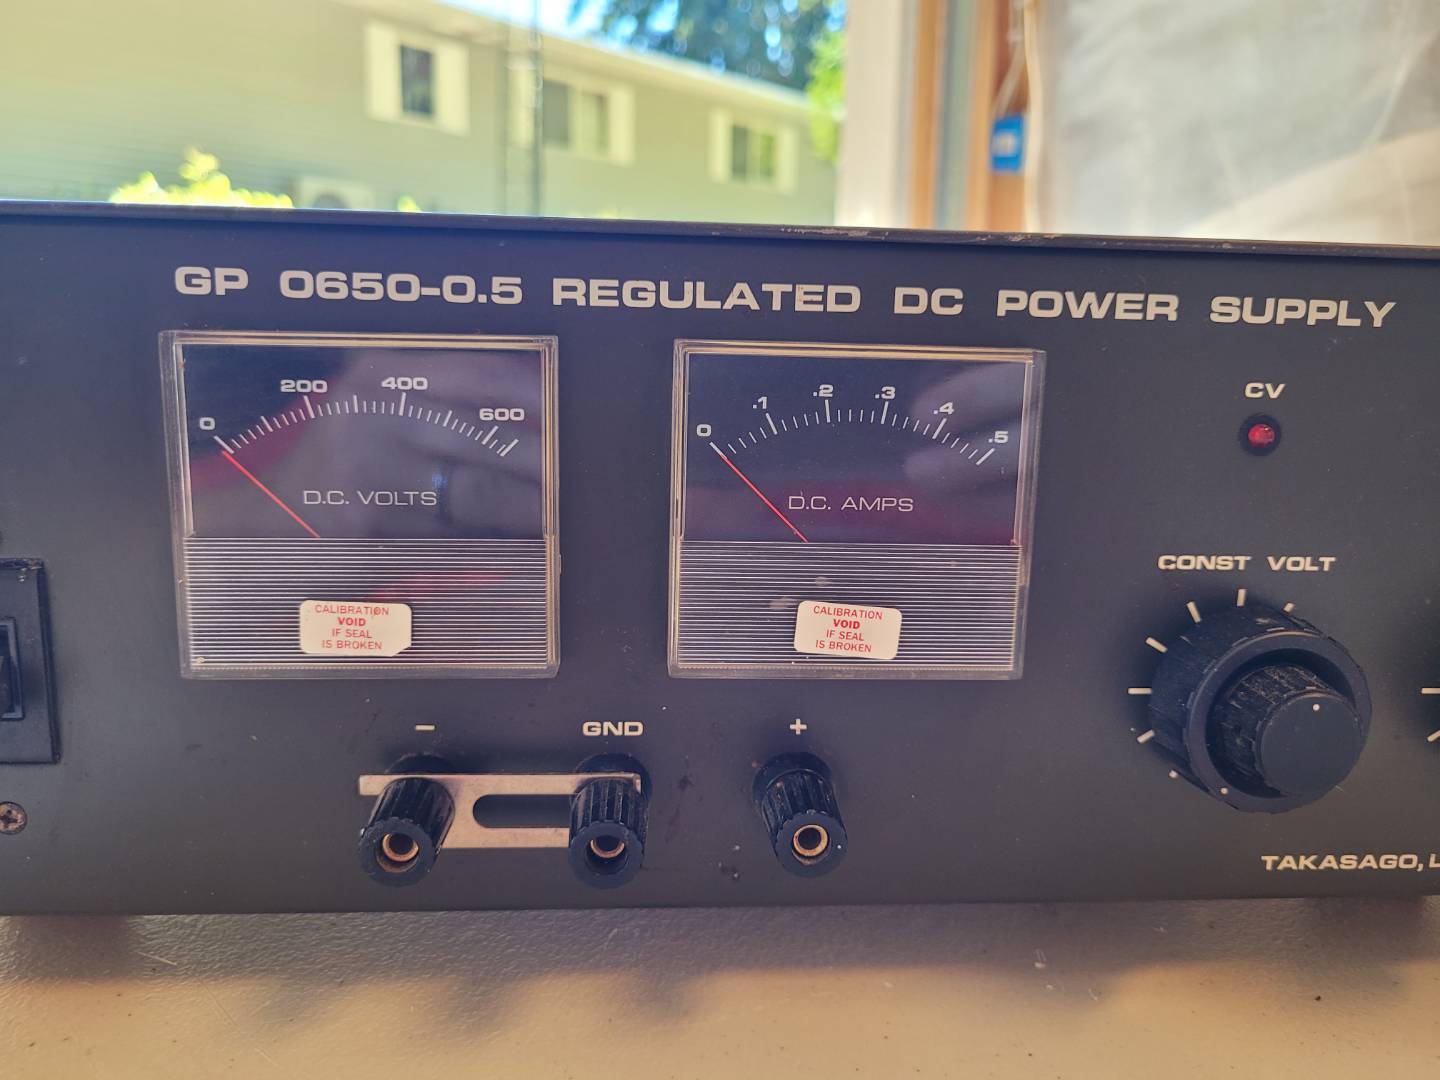 GP 0650-0.5 REGULATED DC POWER SUPPLY
0 200 400 600
D.C. VOLTS
CALIBRATION
VOID
IF SEAL
IS BROKEN
0 .1 .2 .3 .4 .5
D.C. AMPS
CALIBRATION
VOID
IF SEAL
IS BROKEN
CV
CONST VOLT
- GND +
TAKASAGO, L